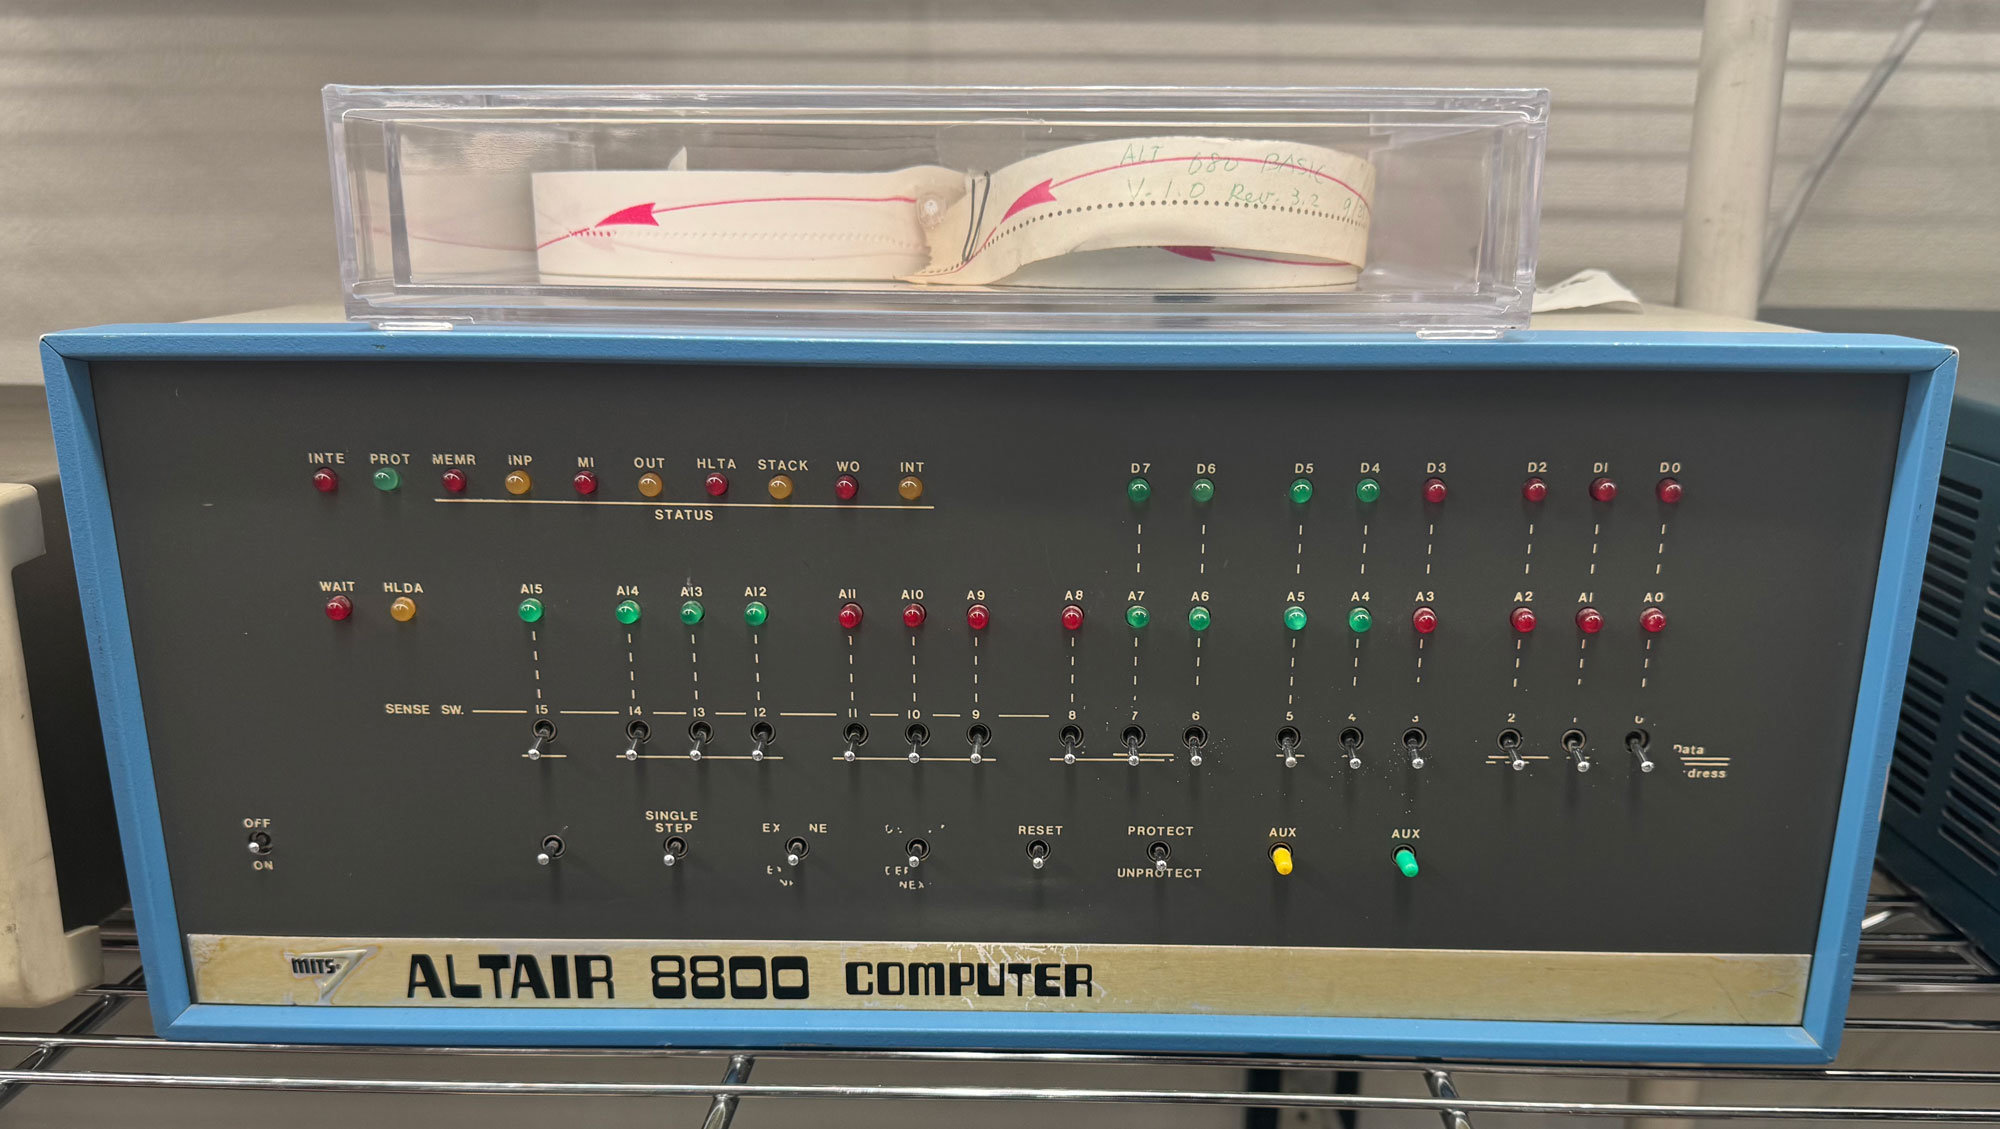 ALT 680 BASIC
V. 1.0 Rev. 3.2
INTE PROT MEMR INP MI OUT HLTA STACK WO INT
D7 D6 D5 D4 D3 D2 D1 D0
STATUS
WAIT HLDA
A15 A14 A13 A12 A11 A10 A9 A8 A7 A6 A5 A4 A3 A2 A1 A0
SENSE SW. 15 14 13 12 11 10 9 8 7 6 5 4 3 2
OFF
ON
SINGLE
STEP
RESET
PROTECT
UNPROTECT
AUX
AUX
MITS ALTAIR 8800 COMPUTER